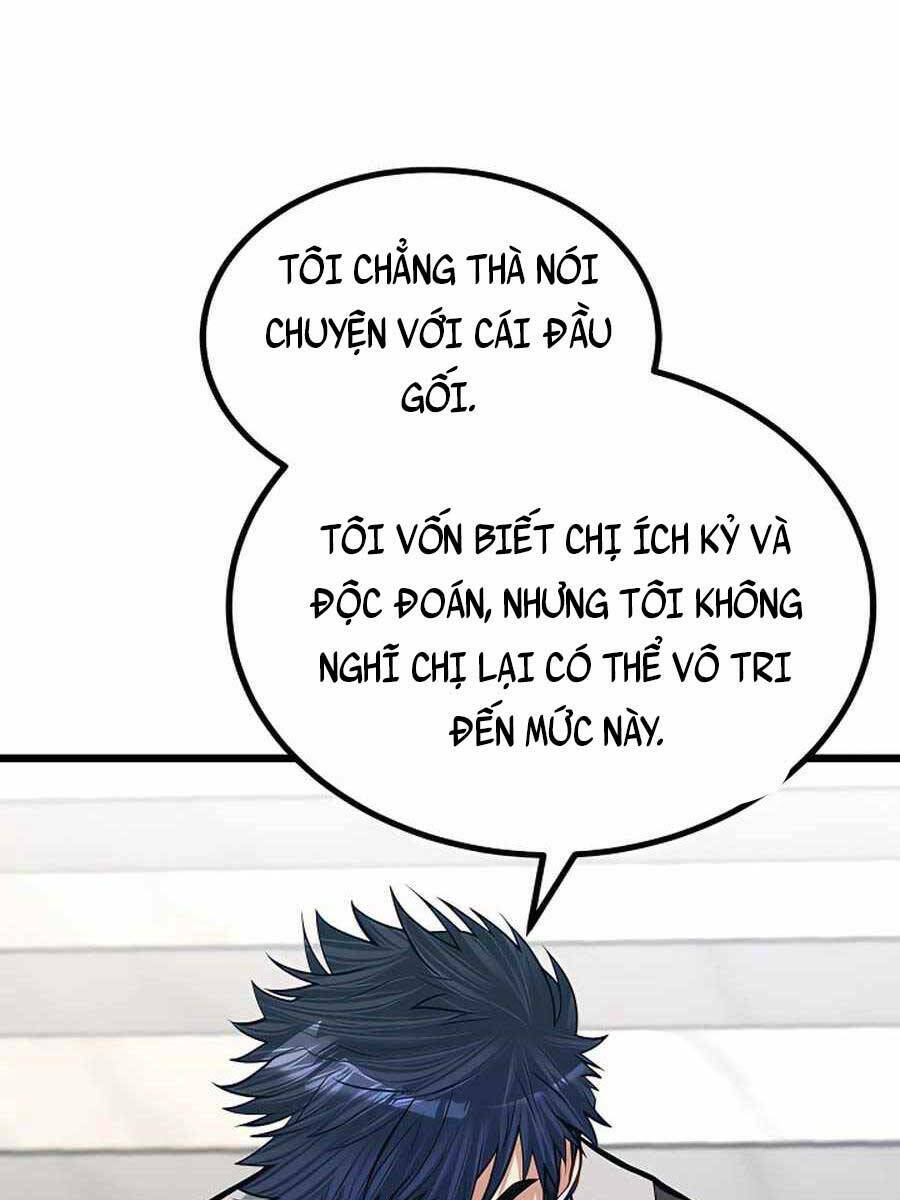 TÔI CHẲNG THÀ NÓI
CHUYỆN VỚI CÁI ĐẦU
GỐI.
TÔI VỐN BIẾT CHỊ ÍCH KỶ VÀ
ĐỘC ĐOÁN, NHƯNG TÔI KHÔNG
NGHĨ CHỊ LẠI CÓ THỂ VÔ TRI
ĐẾN MỨC NÀY.